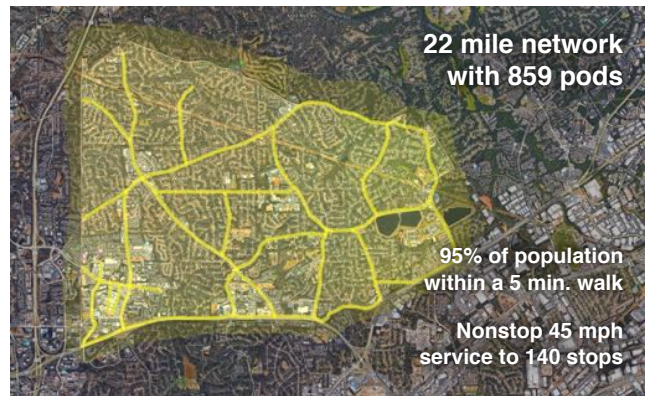 22 mile network
with 859 pods
95% of population
within a 5 min. walk
Nonstop 45 mph
service to 140 stops